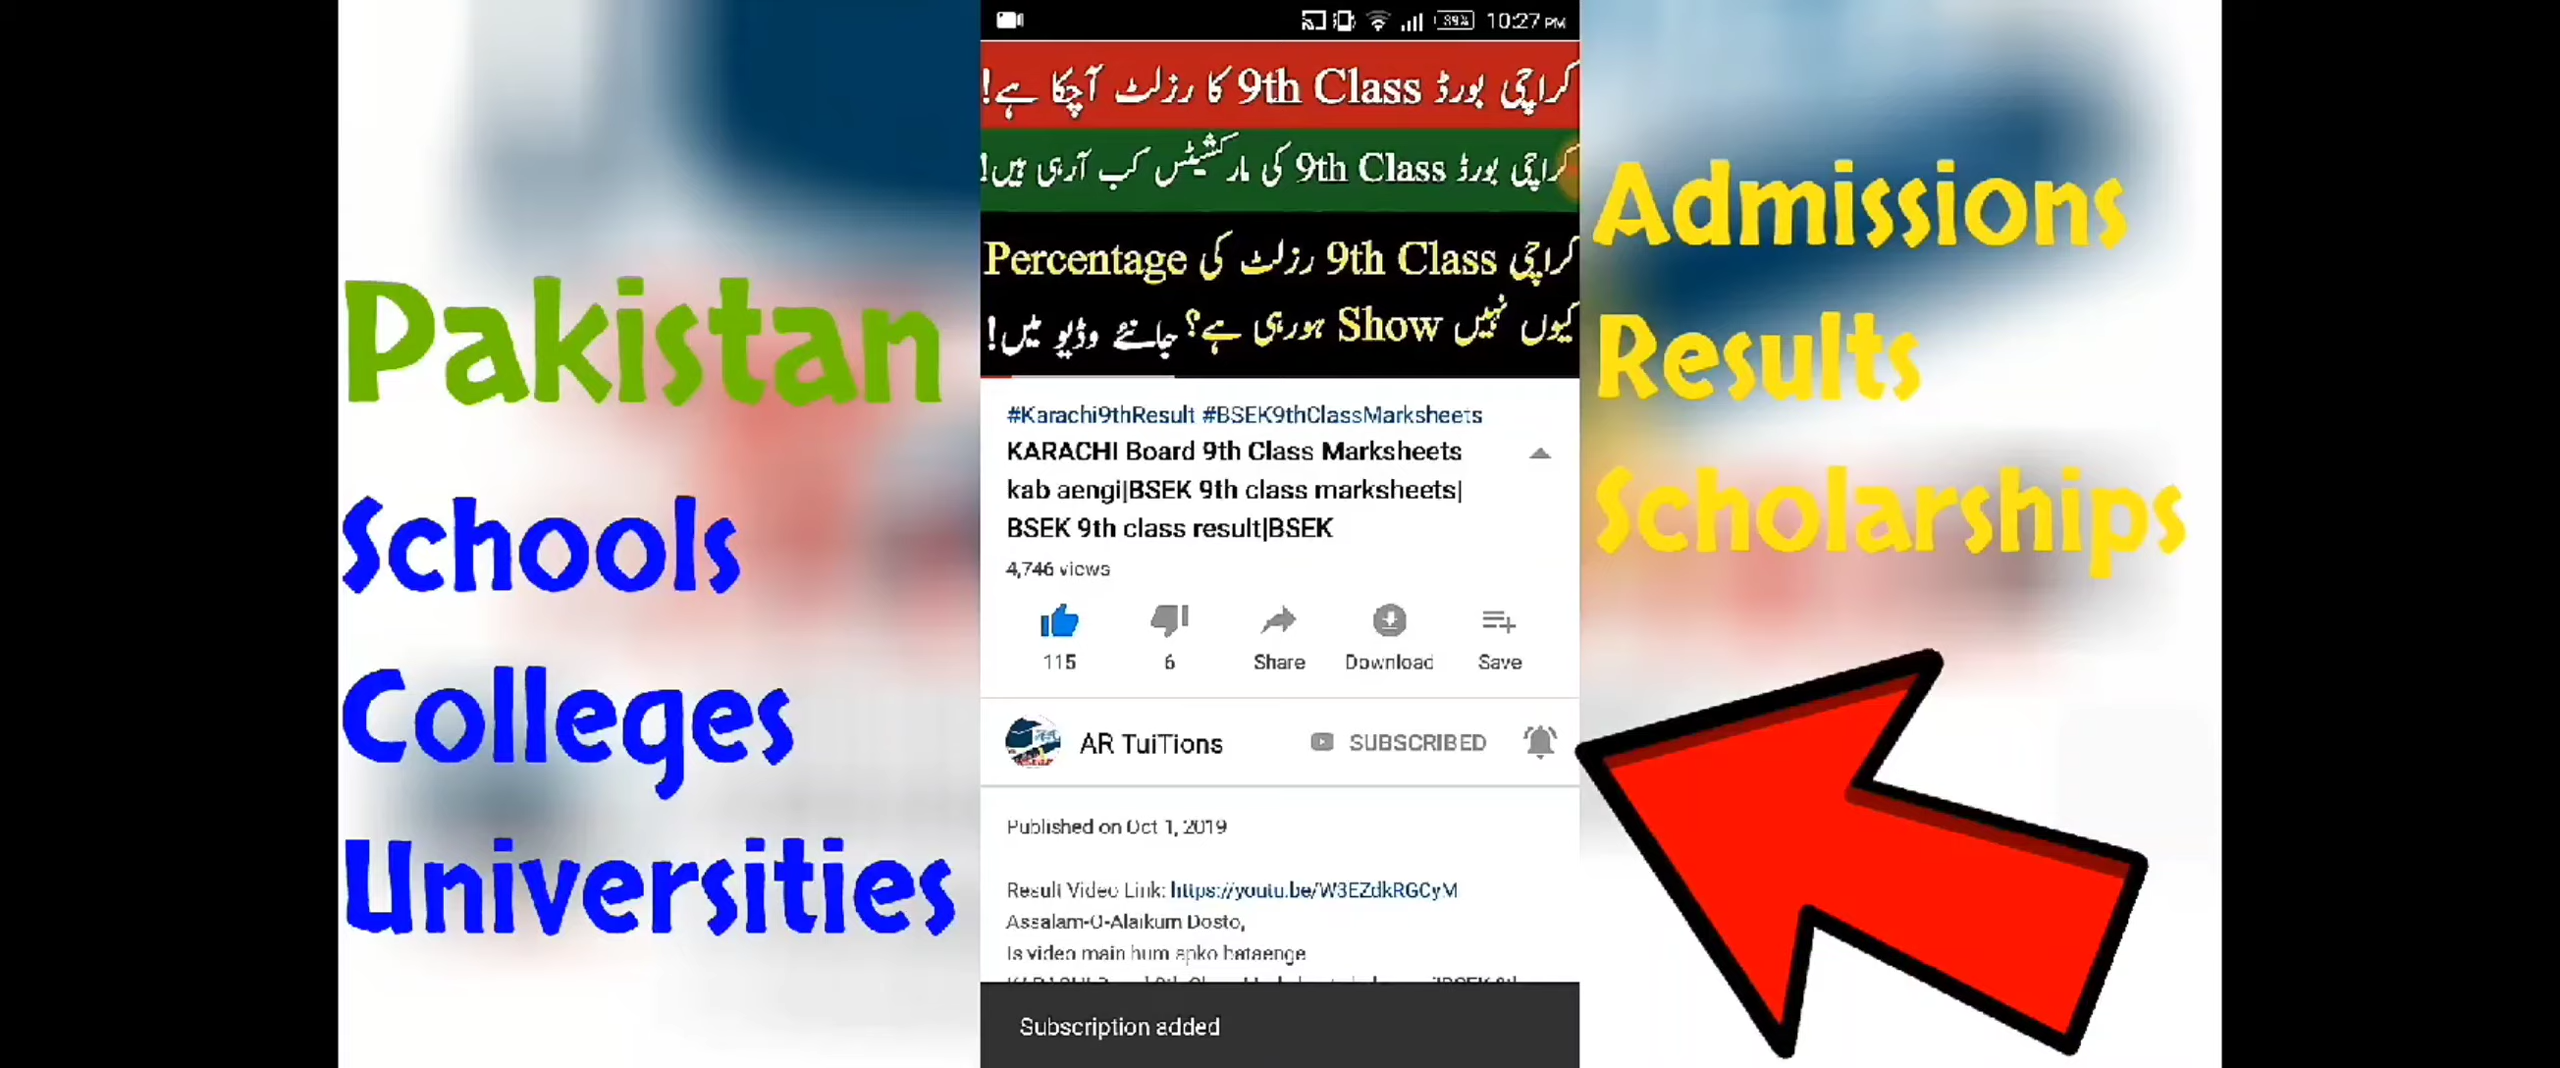 Pakistan
Schools
Colleges
Universities
39% 10:27 PM
کراچی بورڈ 9th Class کا رزلٹ آچکا ہے!
کراچی بورڈ 9th Class کی مارکشیٹس کب آرہی ہیں!
کراچی 9th Class رزلٹ کی Percentage
کیوں نہیں Show ہورہی ہے؟ جانئے وڈیو میں!
#Karachi9thResult #BSEK9thClassMarksheets
KARACHI Board 9th Class Marksheets
kab aengi|BSEK 9th class marksheets|
BSEK 9th class result|BSEK
4,746 views
115 6 Share Download Save
AR TuiTions SUBSCRIBED
Published on Oct 1, 2019
Result Video Link: https://youtu.be/W3EZdkRGCyM
Assalam-O-Alaikum Dosto,
Is video main hum apko bataenge
Subscription added
Admissions
Results
Scholarships